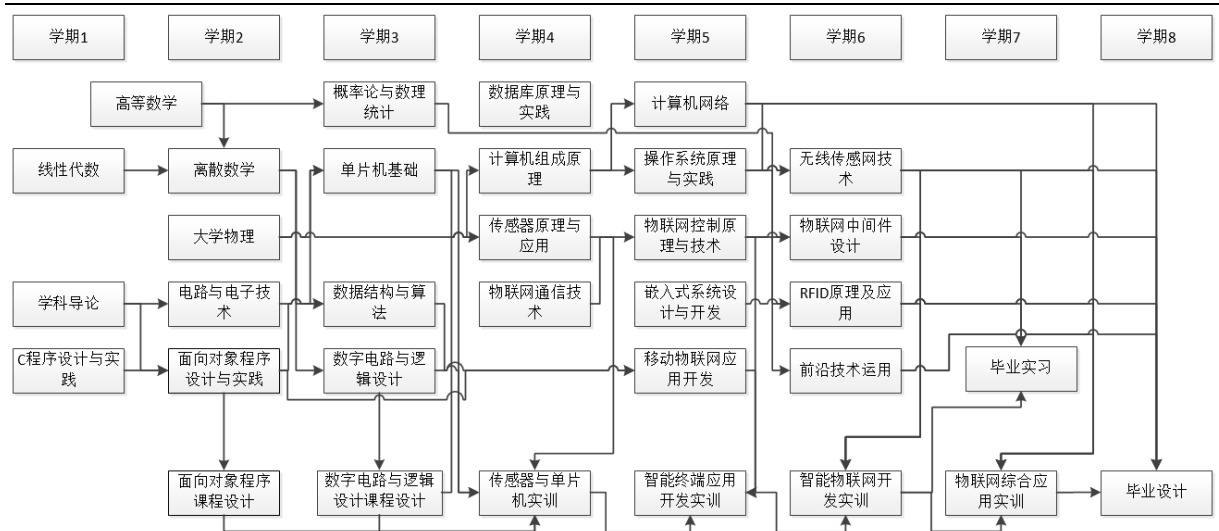 学期1
学期2
学期3
学期4
学期5
学期6
学期7
学期8
高等数学
概率论与数理
统计
数据库原理与
实践
计算机网络
线性代数
离散数学
单片机基础
计算机组成原
理
操作系统原理
与实践
无线传感网技
术
大学物理
传感器原理与
应用
物联网控制原
理与技术
物联网中间件
设计
学科导论
电路与电子技
术
数据结构与算
法
物联网通信技
术
嵌入式系统设
计与开发
RFID原理及应
用
C程序设计与实
践
面向对象程序
设计与实践
数字电路与逻
辑设计
移动物联网应
用开发
前沿技术运用
毕业实习
面向对象程序
课程设计
数字电路与逻辑
设计课程设计
传感器与单片
机实训
智能终端应用
开发实训
智能物联网开
发实训
物联网综合应
用实训
毕业设计